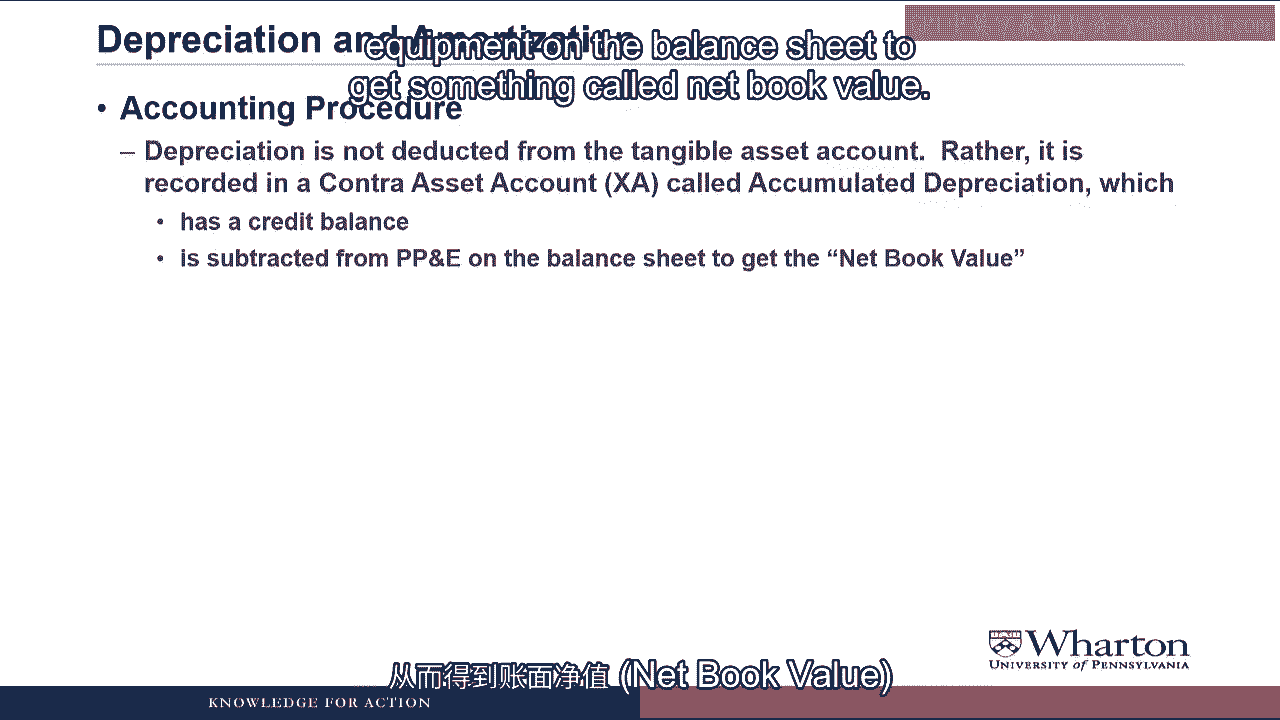 Depreciation and Amortization
equipment on the balance sheet to
get something called net book value.
• Accounting Procedure
– Depreciation is not deducted from the tangible asset account. Rather, it is
recorded in a Contra Asset Account (XA) called Accumulated Depreciation, which
• has a credit balance
• is subtracted from PP&E on the balance sheet to get the “Net Book Value”
Wharton
UNIVERSITY of PENNSYLVANIA
从而得到账面净值 (Net Book Value)
KNOWLEDGE FOR ACTION